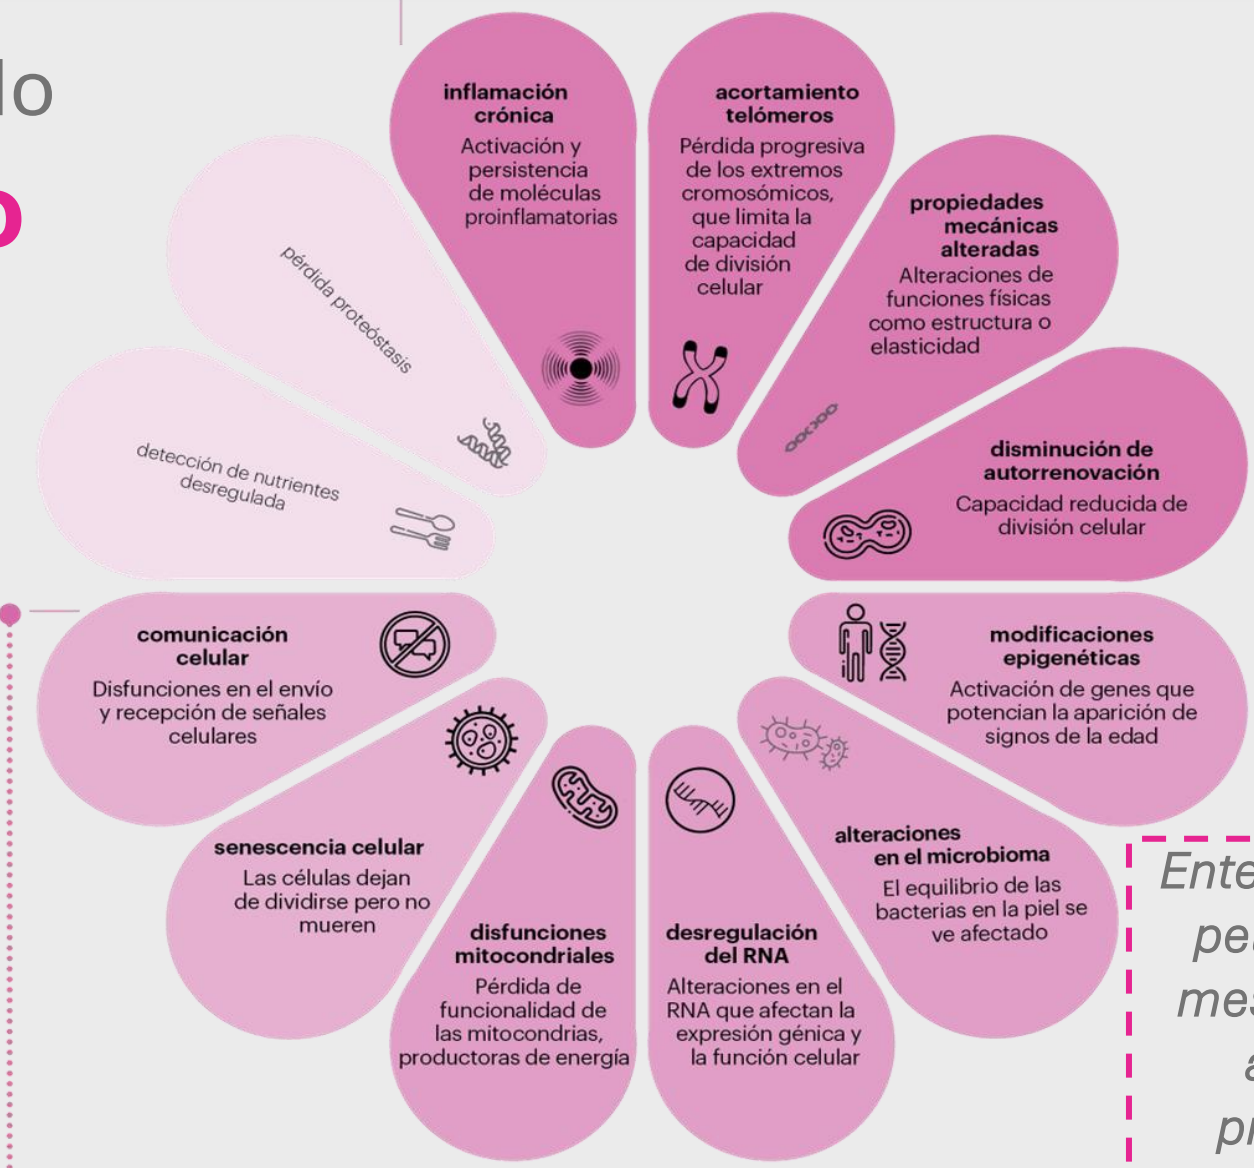 lo
o
inflamación
crónica
Activación y
persistencia
de moléculas
proinflamatorias
acortamiento
telómeros
Pérdida progresiva
de los extremos
cromosómicos,
que limita la
capacidad
de división
celular
propiedades
mecánicas
alteradas
Alteraciones de
funciones físicas
como estructura o
elasticidad
disminución de
autorrenovación
Capacidad reducida de
división celular
modificaciones
epigenéticas
Activación de genes que
potencian la aparición de
signos de la edad
alteraciones
en el microbioma
El equilibrio de las
bacterias en la piel se
ve afectado
desregulación
del RNA
Alteraciones en el
RNA que afectan la
expresión génica y
la función celular
disfunciones
mitocondriales
Pérdida de
funcionalidad de
las mitocondrias,
productoras de energía
senescencia celular
Las células dejan
de dividirse pero no
mueren
comunicación
celular
Disfunciones en el envío
y recepción de señales
celulares
detección de nutrientes
desregulada
pérdida proteóstasis
Ente
pe
mes
a
pr